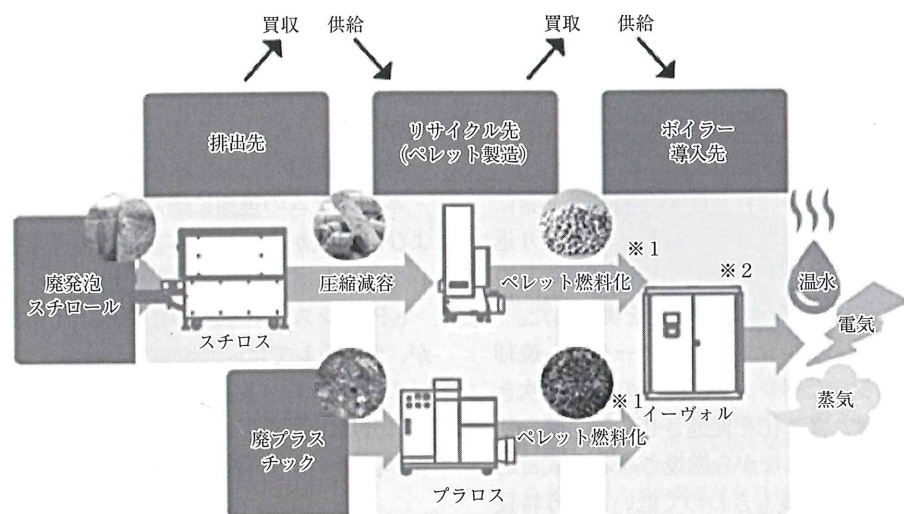 買収
供給
買取
供給
排出先
リサイクル先
(ペレット製造)
ボイラー
導入先
廃発泡
スチロール
スチロス
圧縮減容
ペレット燃料化
※1
※2
温水
電気
イーヴォル
蒸気
廃プラス
チック
プラロス
ペレット燃料化
※1